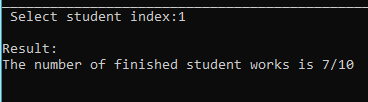 Select student index:1
Result:
The number of finished student works is 7/10